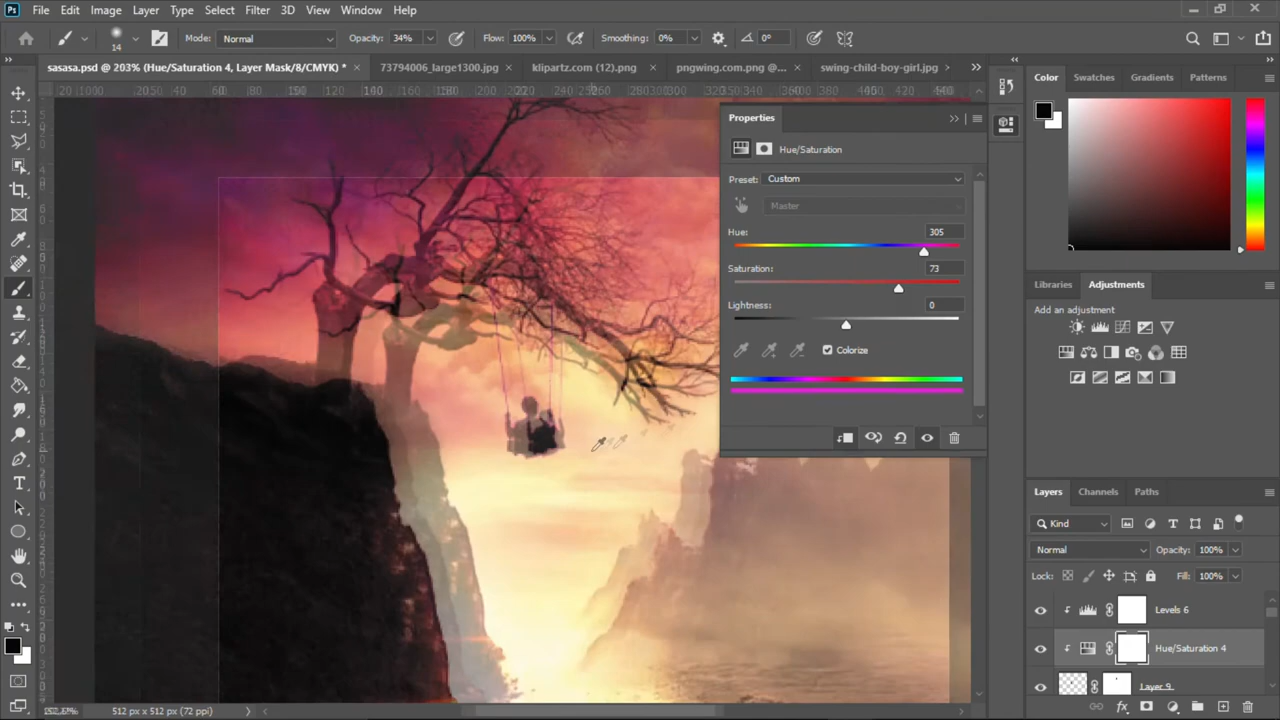 Ps File Edit Image Layer Type Select Filter 3D View Window Help
14 Mode: Normal Opacity: 34% Flow: 100% Smoothing: 0% 0°
sasasa.psd @ 203% (Hue/Saturation 4, Layer Mask/8/CMYK) * × 73794006_large1300.jpg × klipartz.com (12).png × pngwing.com.png @... × swing-child-boy-girl.jpg
Properties
Hue/Saturation
Preset: Custom
Master
Hue: 305
Saturation: 73
Lightness: 0
Colorize
Color Swatches Gradients Patterns
Libraries Adjustments
Add an adjustment
Layers Channels Paths
Kind
Normal Opacity: 100%
Lock: Fill: 100%
Levels 6
Hue/Saturation 4
Layer 9
512 px x 512 px (72 ppi)